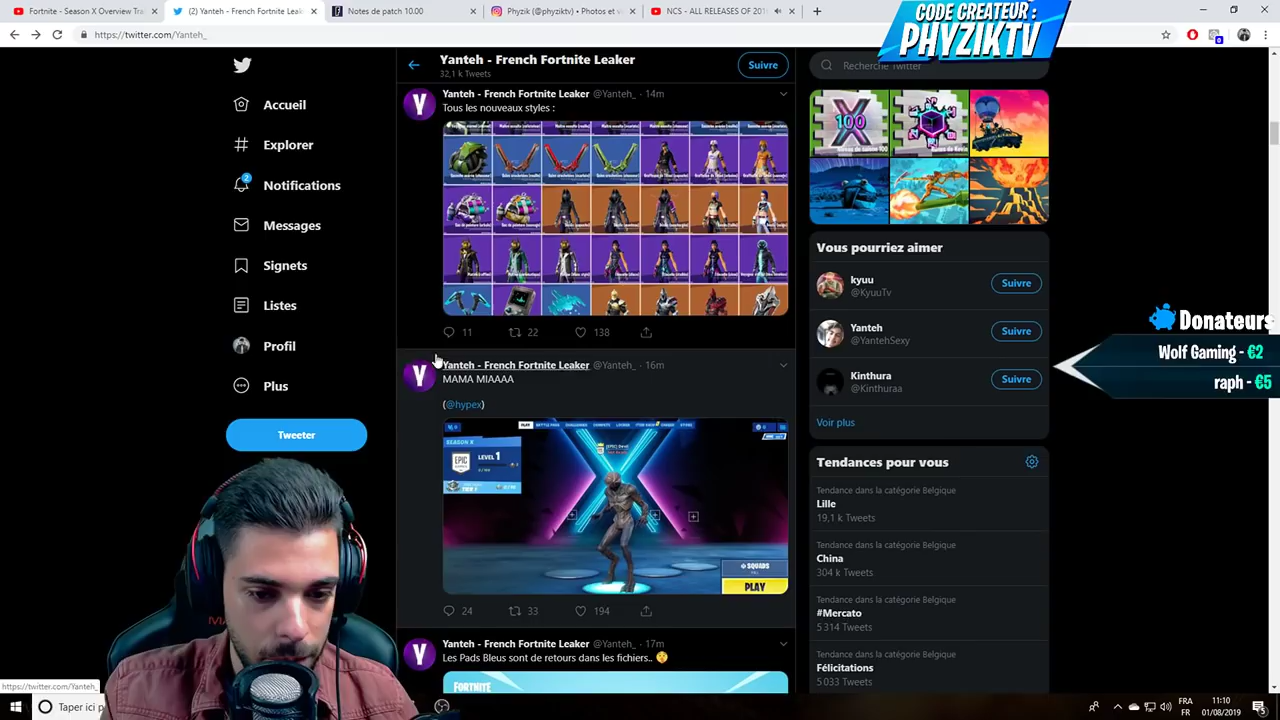 Fortnite - Season X Overview Tra
(2) Yanteh - French Fortnite Leak
Notes de patch 10.00
Phyzik (@phyziktv) • Photos et v
NCS - ALL RELEASES OF 201
https://twitter.com/Yanteh_
CODE CREATEUR :
PHYZIKTV
Accueil
Explorer
2
Notifications
Messages
Signets
Listes
Profil
Plus
Tweeter
Yanteh - French Fortnite Leaker
32,1 k Tweets
Suivre
Yanteh - French Fortnite Leaker @Yanteh_ · 14m
Tous les nouveaux styles :
11 22 138
Yanteh - French Fortnite Leaker @Yanteh_ · 16m
MAMA MIAAAA
(@hypex)
SEASON X
EPIC GAMES
LEVEL 1
SQUADS
PLAY
24 33 194
Yanteh - French Fortnite Leaker @Yanteh_ · 17m
Les Pads Bleus sont de retours dans les fichiers.. 🤫
FORTNITE
Recherche Twitter
100
Vous pourriez aimer
kyuu
@KyuuTv
Suivre
Yanteh
@YantehSexy
Suivre
Kinthura
@Kinthuraa
Suivre
Voir plus
Tendances pour vous
Tendance dans la catégorie Belgique
Lille
19,1 k Tweets
Tendance dans la catégorie Belgique
China
304 k Tweets
Tendance dans la catégorie Belgique
#Mercato
5 314 Tweets
Tendance dans la catégorie Belgique
Félicitations
5 033 Tweets
Donateurs
Wolf Gaming - €2
raph - €5
https://twitter.com/Yanteh_
Taper ici p
FRA
FR
11:10
01/08/2019
5